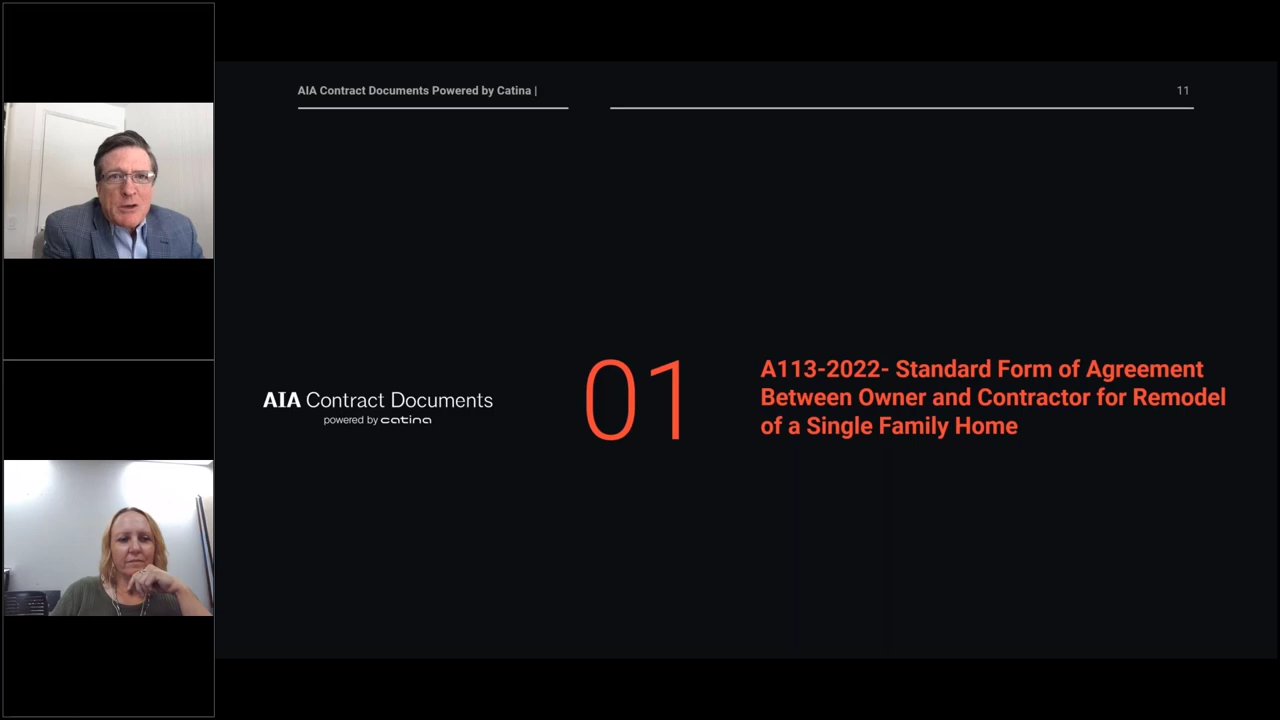 AIA Contract Documents Powered by Catina |
11
AIA Contract Documents
powered by catina
01
A113-2022- Standard Form of Agreement
Between Owner and Contractor for Remodel
of a Single Family Home